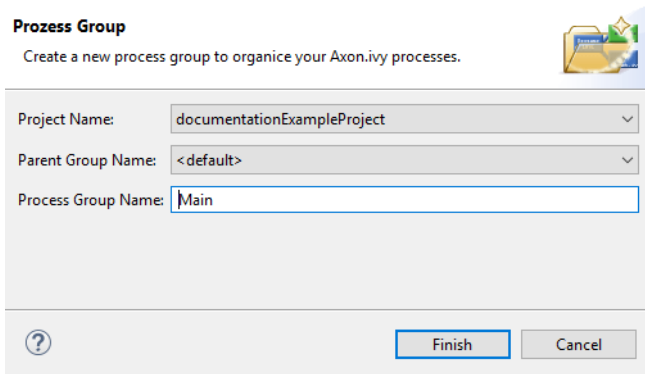 Prozess Group
Create a new process group to organice your Axon.ivy processes.
Project Name: documentationExampleProject
Parent Group Name: <default>
Process Group Name: Main
?
Finish Cancel